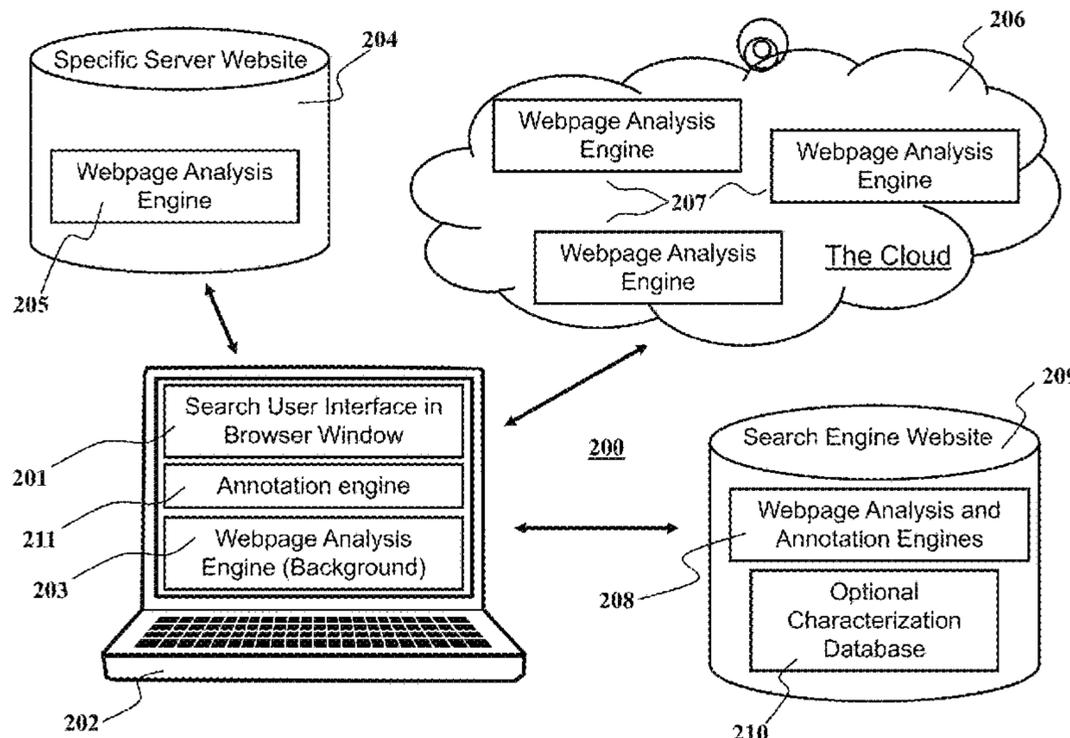 204
Specific Server Website
Webpage Analysis
Engine
205
206
Webpage Analysis
Engine
Webpage Analysis
Engine
207
Webpage Analysis
Engine
The Cloud
Search User Interface in
Browser Window
201
Annotation engine
211
Webpage Analysis
Engine (Background)
203
202
200
209
Search Engine Website
Webpage Analysis and
Annotation Engines
208
Optional
Characterization
Database
210